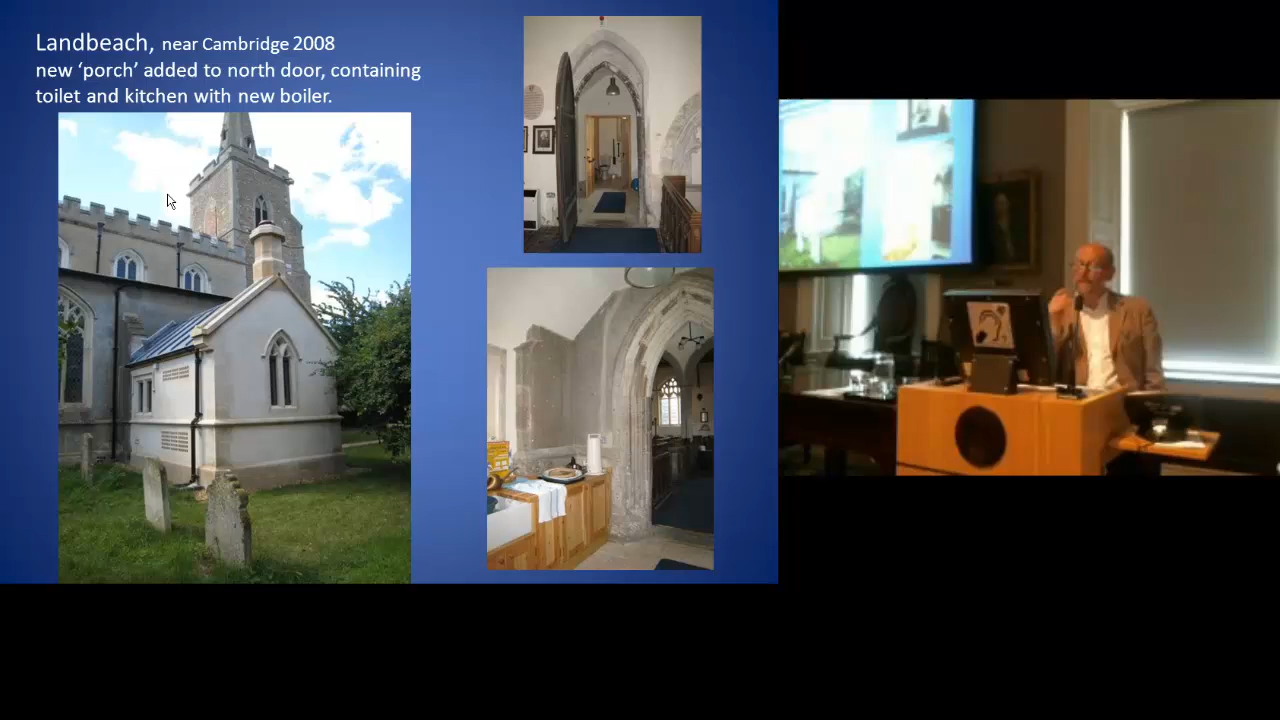 Landbeach, near Cambridge 2008
new ‘porch’ added to north door, containing
toilet and kitchen with new boiler.